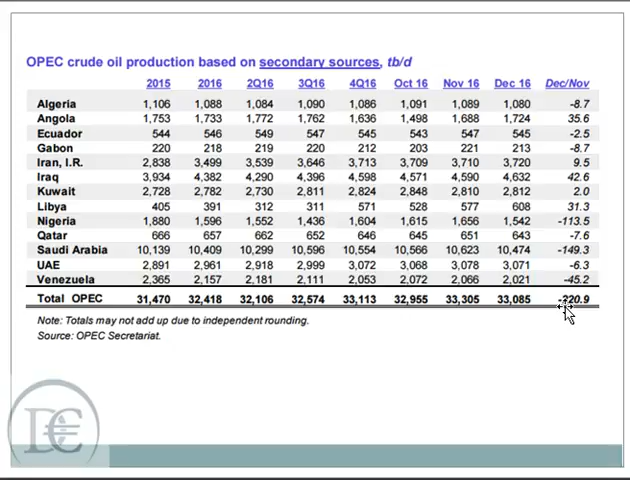 OPEC crude oil production based on secondary sources, tb/d
2015 2016 2Q16 3Q16 4Q16 Oct 16 Nov 16 Dec 16 Dec/Nov
Algeria 1,106 1,088 1,084 1,090 1,086 1,091 1,089 1,080 -8.7
Angola 1,753 1,733 1,772 1,762 1,636 1,498 1,688 1,724 35.6
Ecuador 544 546 549 547 545 543 547 545 -2.5
Gabon 220 218 219 220 212 203 221 213 -8.7
Iran, I.R. 2,838 3,499 3,539 3,646 3,713 3,709 3,710 3,720 9.5
Iraq 3,934 4,382 4,290 4,396 4,598 4,571 4,590 4,632 42.6
Kuwait 2,728 2,782 2,730 2,811 2,824 2,848 2,810 2,812 2.0
Libya 405 391 312 311 571 528 577 608 31.3
Nigeria 1,880 1,596 1,552 1,436 1,604 1,615 1,656 1,542 -113.5
Qatar 666 657 662 652 646 645 651 643 -7.6
Saudi Arabia 10,139 10,409 10,299 10,596 10,554 10,566 10,623 10,474 -149.3
UAE 2,891 2,961 2,918 2,999 3,072 3,068 3,078 3,071 -6.3
Venezuela 2,365 2,157 2,181 2,111 2,053 2,072 2,066 2,021 -45.2
Total OPEC 31,470 32,418 32,106 32,574 33,113 32,955 33,305 33,085 -220.9
Note: Totals may not add up due to independent rounding.
Source: OPEC Secretariat.